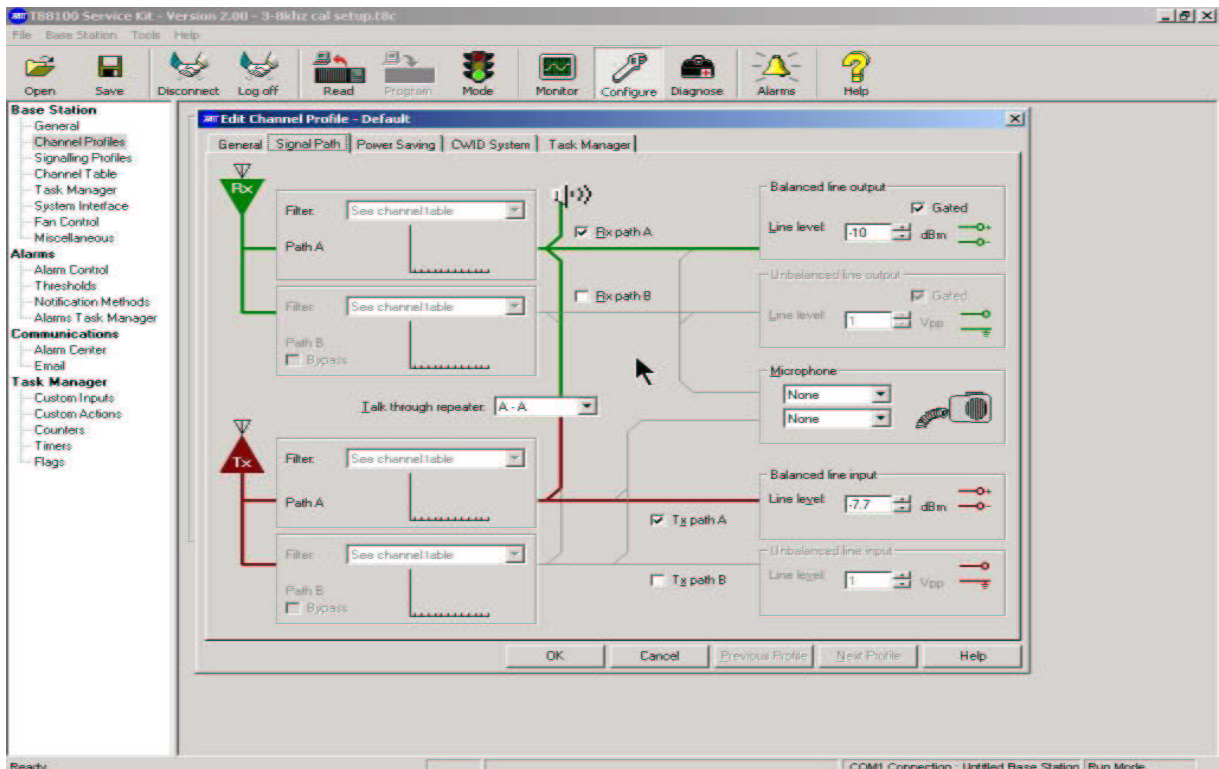 TB8100 Service Kit - Version 2.00 - 3-8khz cal setup.t8c
File Base Station Tools Help
Open Save Disconnect Log off Read Program Mode Monitor Configure Diagnose Alarms Help
Base Station
General
Channel Profiles
Signalling Profiles
Channel Table
Task Manager
System Interface
Fan Control
Miscellaneous
Alarms
Alarm Control
Thresholds
Notification Methods
Alarms Task Manager
Communications
Alarm Center
Email
Task Manager
Custom Inputs
Custom Actions
Counters
Timers
Flags
Edit Channel Profile - Default
General Signal Path Power Saving CWID System Task Manager
Rx
Filter: See channel table
Path A
Filter: See channel table
Path B
Bypass
Rx path A
Rx path B
Balanced line output
Gated
Line level: -10 dBm
Unbalanced line output
Gated
Line level: 1 Vpp
Microphone
None
None
Talk through repeater: A - A
Tx
Filter: See channel table
Path A
Filter: See channel table
Path B
Bypass
Tx path A
Tx path B
Balanced line input
Line level: -7.7 dBm
Unbalanced line input
Line level: 1 Vpp
OK Cancel Previous Profile Next Profile Help
Ready
COM1 Connection : Untitled Base Station Run Mode